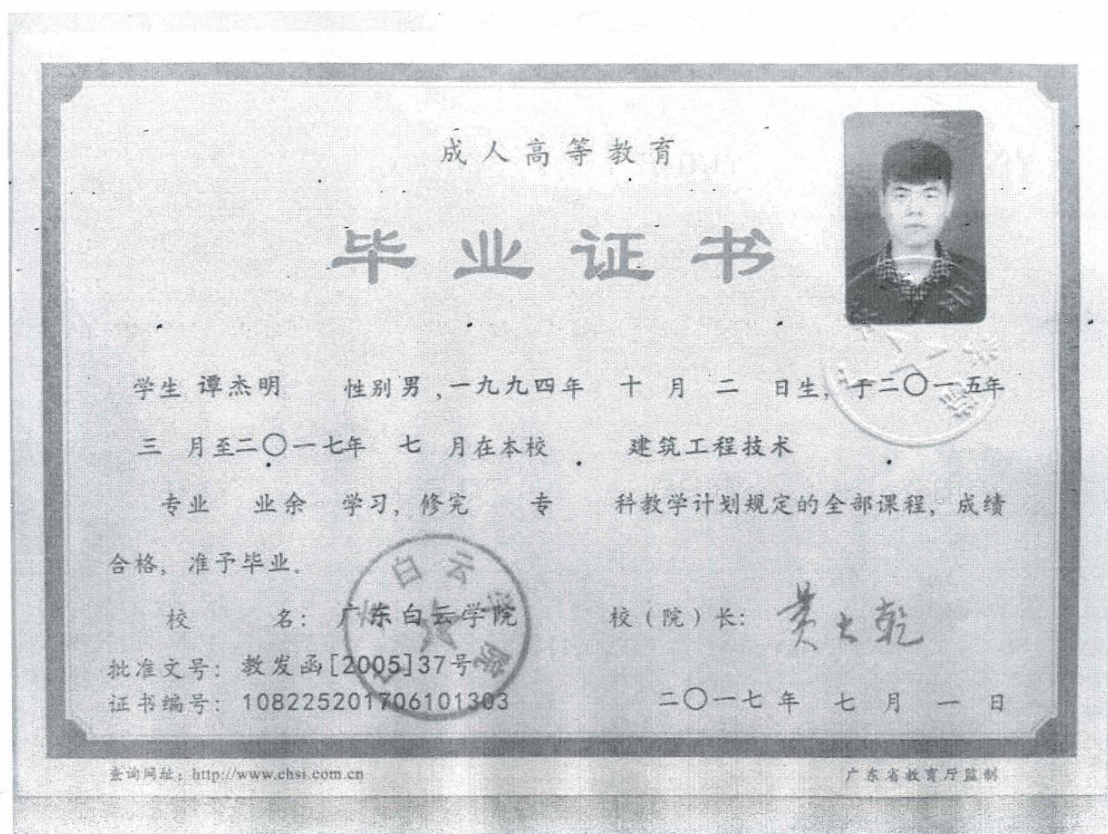 成人高等教育
毕业证书
学生 谭杰明 性别男，一九九四年 十 月 二 日生，于二〇一五年
三 月至二〇一七年 七 月在本校 建筑工程技术
专业 业余 学习，修完 专 科教学计划规定的全部课程，成绩
合格，准予毕业。
校 名：广东白云学院 校（院）长：黄大乾
批准文号：教发函[2005]37号
证书编号：108225201706101303 二〇一七年 七 月 一 日
查询网址：http://www.chsi.com.cn 广东省教育厅监制